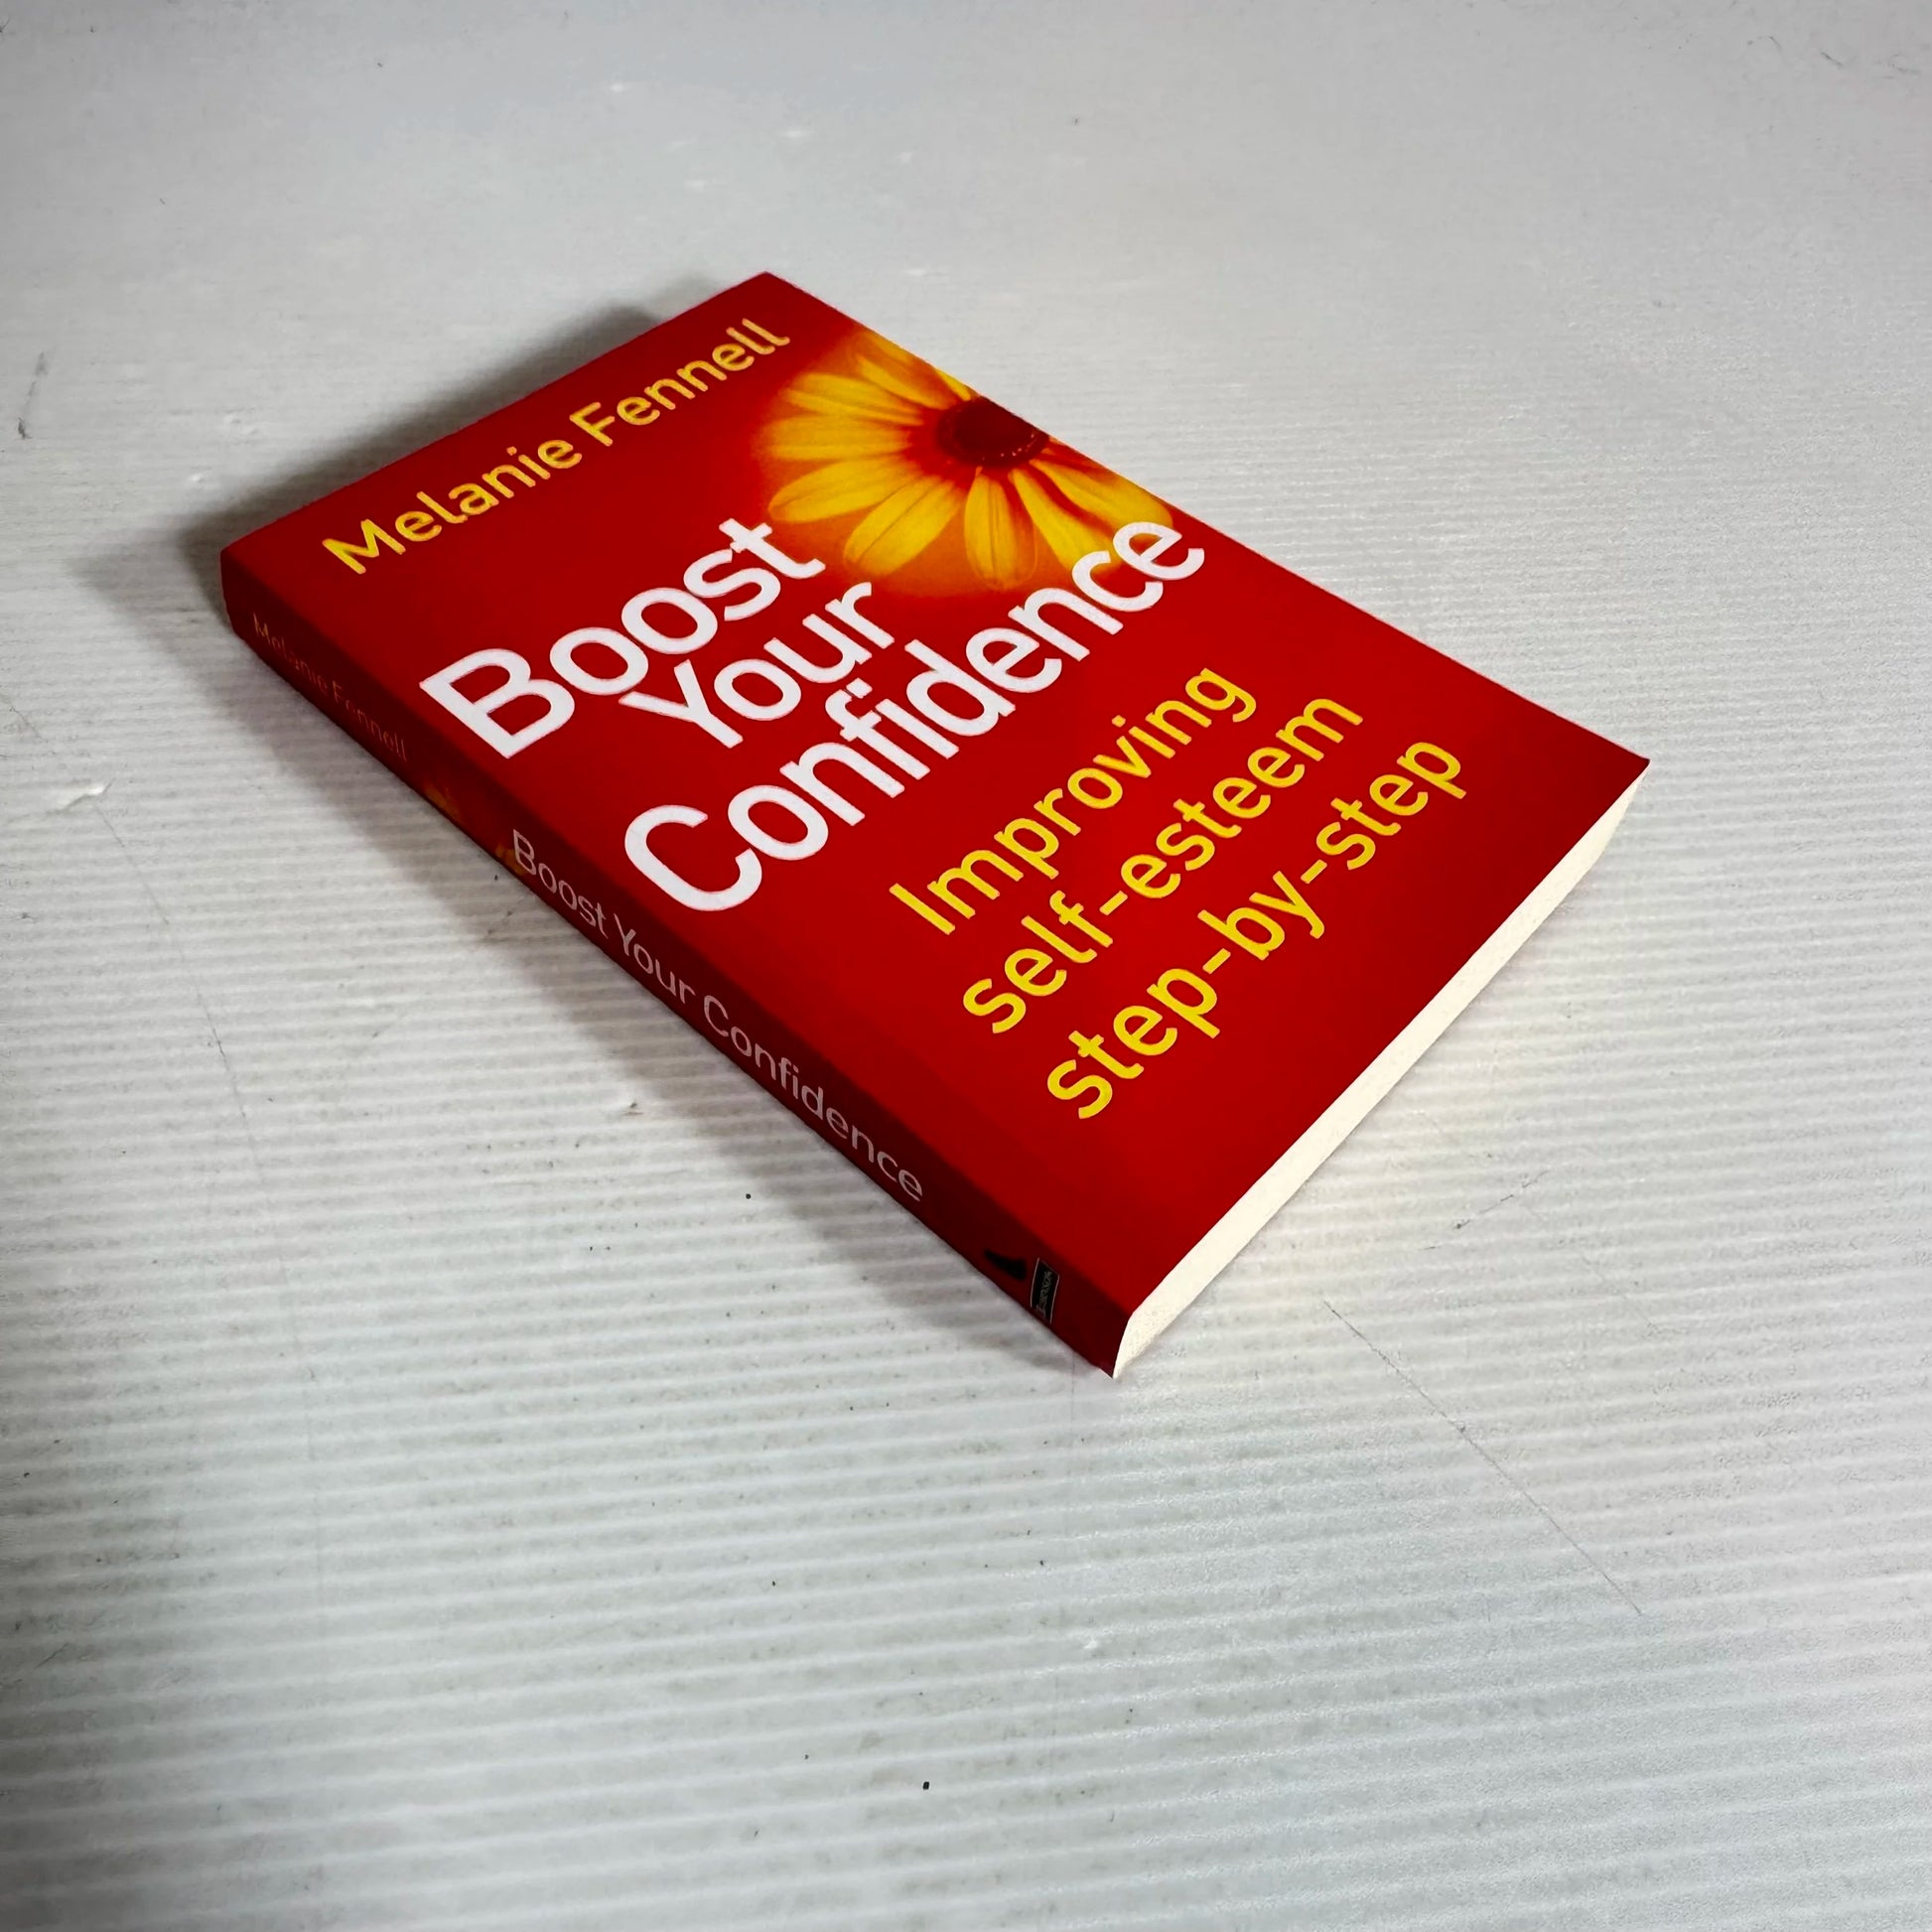 Melanie Fennell
Boost
Your
Confidence
Improving
self-esteem
step-by-step
Melanie Fennell
Boost Your Confidence